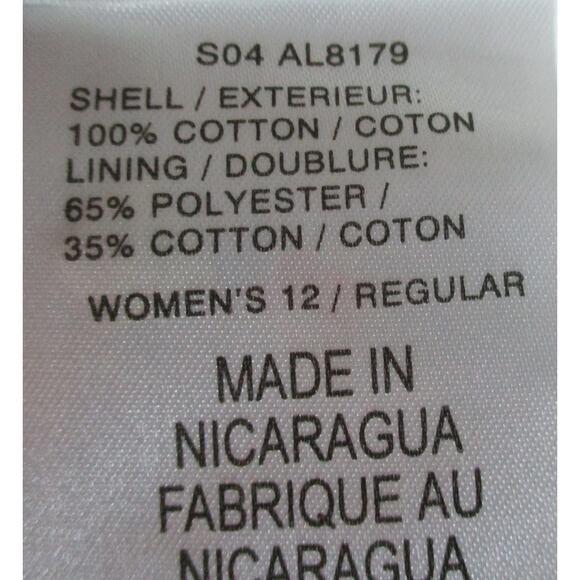 S04 AL8179
SHELL / EXTERIEUR:
100% COTTON / COTON
LINING / DOUBLURE:
65% POLYESTER /
35% COTTON / COTON
WOMEN'S 12 / REGULAR
MADE IN
NICARAGUA
FABRIQUE AU
NICARAGUA